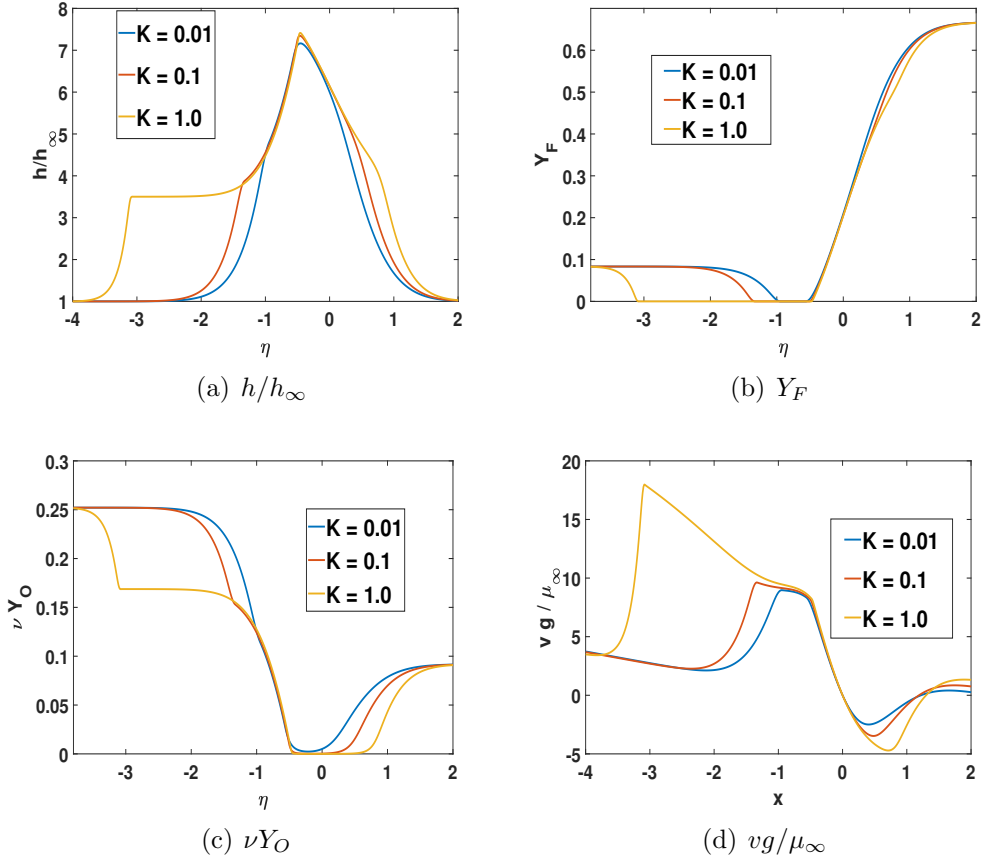 8
7
6
5
4
3
2
1
h/h∞
K = 0.01
K = 0.1
K = 1.0
-4 -3 -2 -1 0 1 2
η
(a) h/h∞
0.6
0.5
0.4
0.3
0.2
0.1
0
Y_F
K = 0.01
K = 0.1
K = 1.0
-3 -2 -1 0 1 2
η
(b) Y_F
0.3
0.25
0.2
0.15
0.1
0.05
0
ν Y_O
K = 0.01
K = 0.1
K = 1.0
-3 -2 -1 0 1 2
η
(c) νY_O
20
15
10
5
0
-5
v g / μ∞
K = 0.01
K = 0.1
K = 1.0
-4 -3 -2 -1 0 1 2
x
(d) vg/μ∞